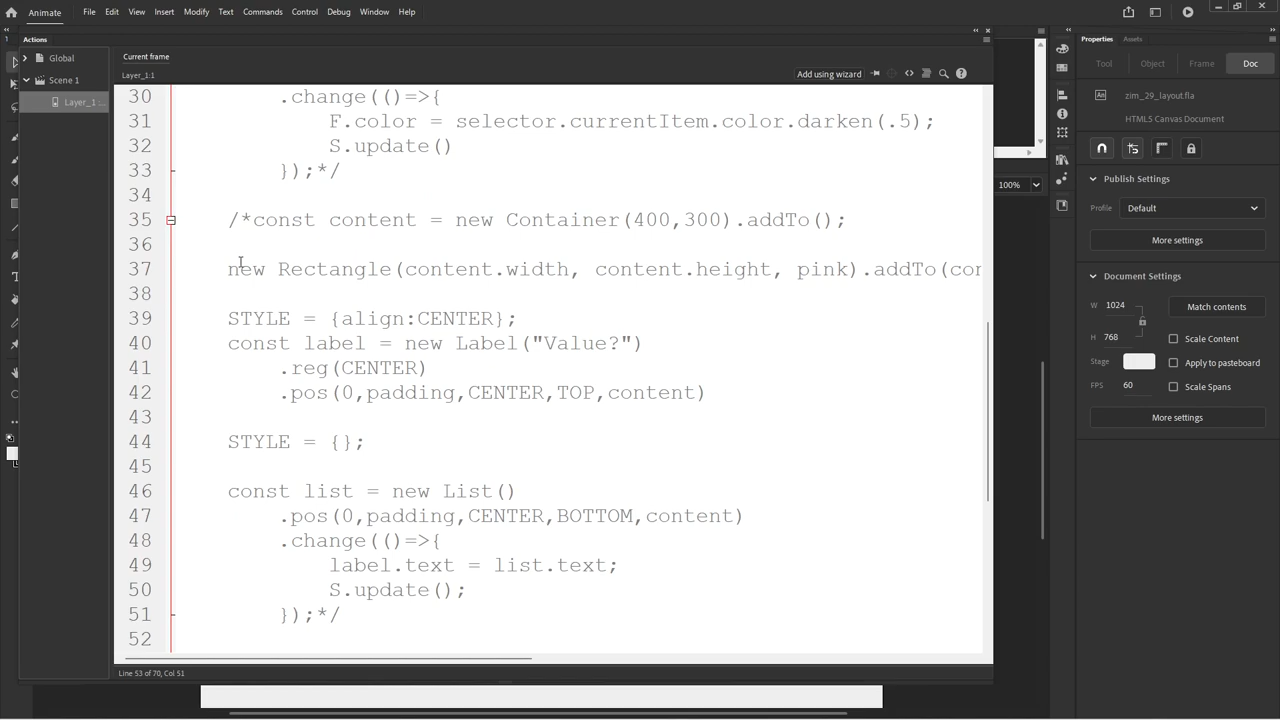 Animate File Edit View Insert Modify Text Commands Control Debug Window Help
Actions
Properties Assets
Current frame
Global
Tool Object Frame Doc
Layer_1:1
Add using wizard
Scene 1
Layer_1 :...
An zim_29_layout.fla
HTML5 Canvas Document
30 .change(()=>{
31 F.color = selector.currentItem.color.darken(.5);
32 S.update()
33 });*/
34
35 /*const content = new Container(400,300).addTo();
36
37 new Rectangle(content.width, content.height, pink).addTo(con
38
39 STYLE = {align:CENTER};
40 const label = new Label("Value?")
41 .reg(CENTER)
42 .pos(0,padding,CENTER,TOP,content)
43
44 STYLE = {};
45
46 const list = new List()
47 .pos(0,padding,CENTER,BOTTOM,content)
48 .change(()=>{
49 label.text = list.text;
50 S.update();
51 });*/
52
Line 53 of 70, Col 51
100%
Publish Settings
Profile Default
More settings
Document Settings
W 1024 Match contents
H 768 Scale Content
Stage Apply to pasteboard
FPS 60 Scale Spans
More settings